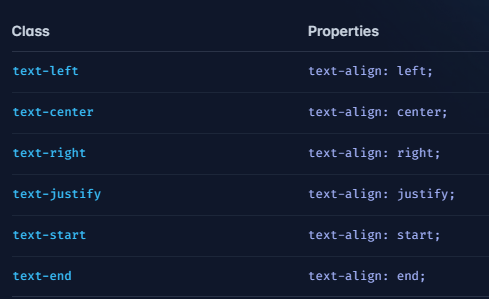 Class Properties
text-left text-align: left;
text-center text-align: center;
text-right text-align: right;
text-justify text-align: justify;
text-start text-align: start;
text-end text-align: end;